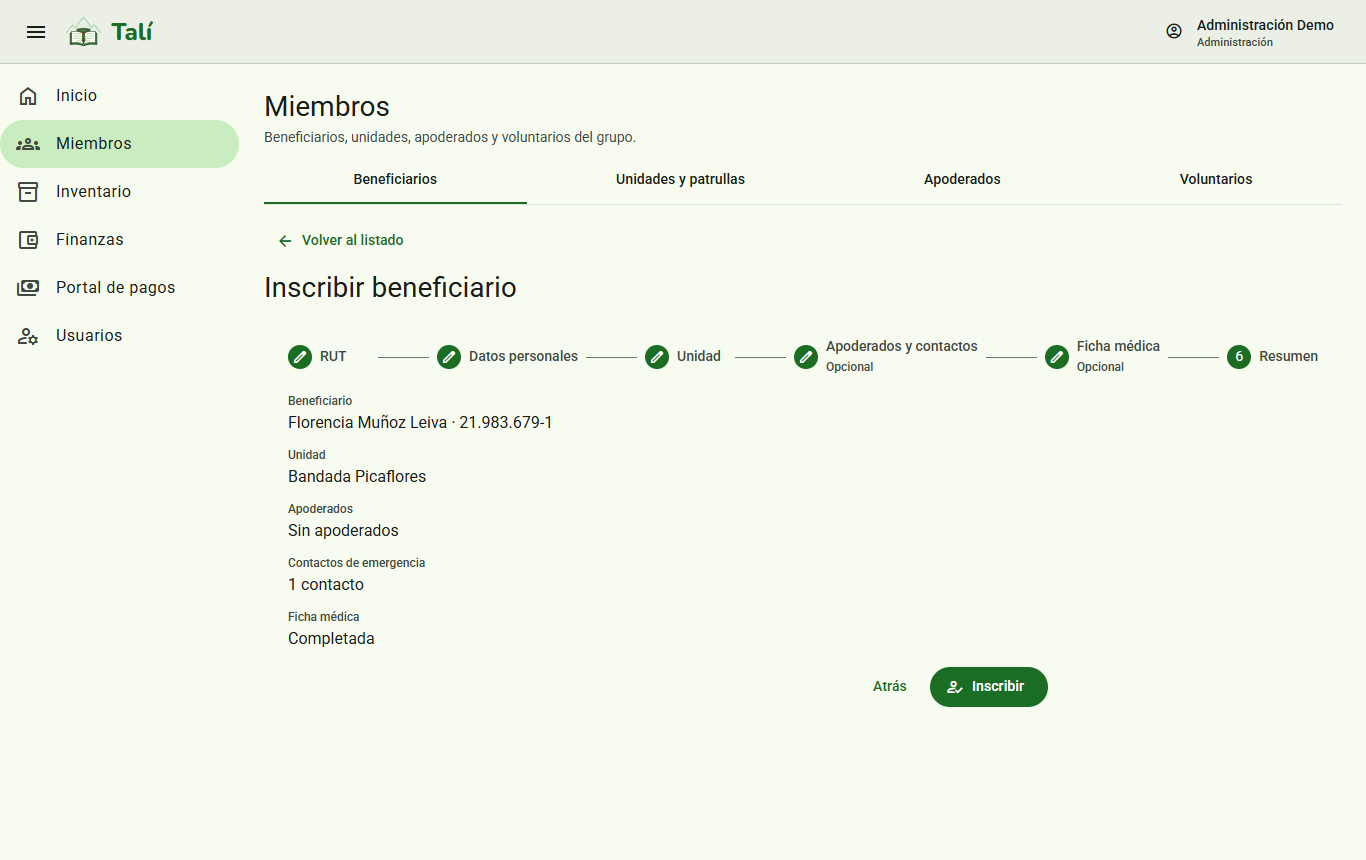 Talí
Administración Demo
Administración
Inicio
Miembros
Inventario
Finanzas
Portal de pagos
Usuarios
Miembros
Beneficiarios, unidades, apoderados y voluntarios del grupo.
Beneficiarios
Unidades y patrullas
Apoderados
Voluntarios
Volver al listado
Inscribir beneficiario
RUT
Datos personales
Unidad
Apoderados y contactos
Opcional
Ficha médica
Opcional
6 Resumen
Beneficiario
Florencia Muñoz Leiva · 21.983.679-1
Unidad
Bandada Picaflores
Apoderados
Sin apoderados
Contactos de emergencia
1 contacto
Ficha médica
Completada
Atrás
Inscribir